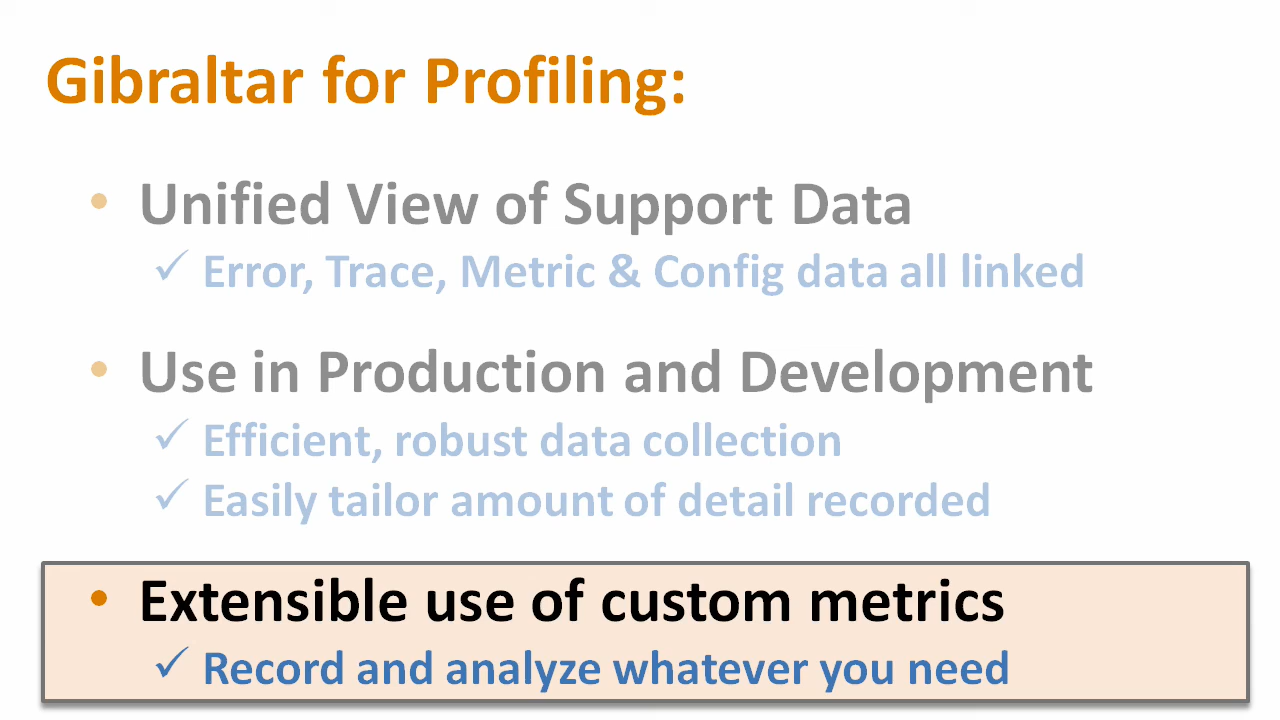 Gibraltar for Profiling:
• Unified View of Support Data
✓ Error, Trace, Metric & Config data all linked
• Use in Production and Development
✓ Efficient, robust data collection
✓ Easily tailor amount of detail recorded
• Extensible use of custom metrics
✓ Record and analyze whatever you need